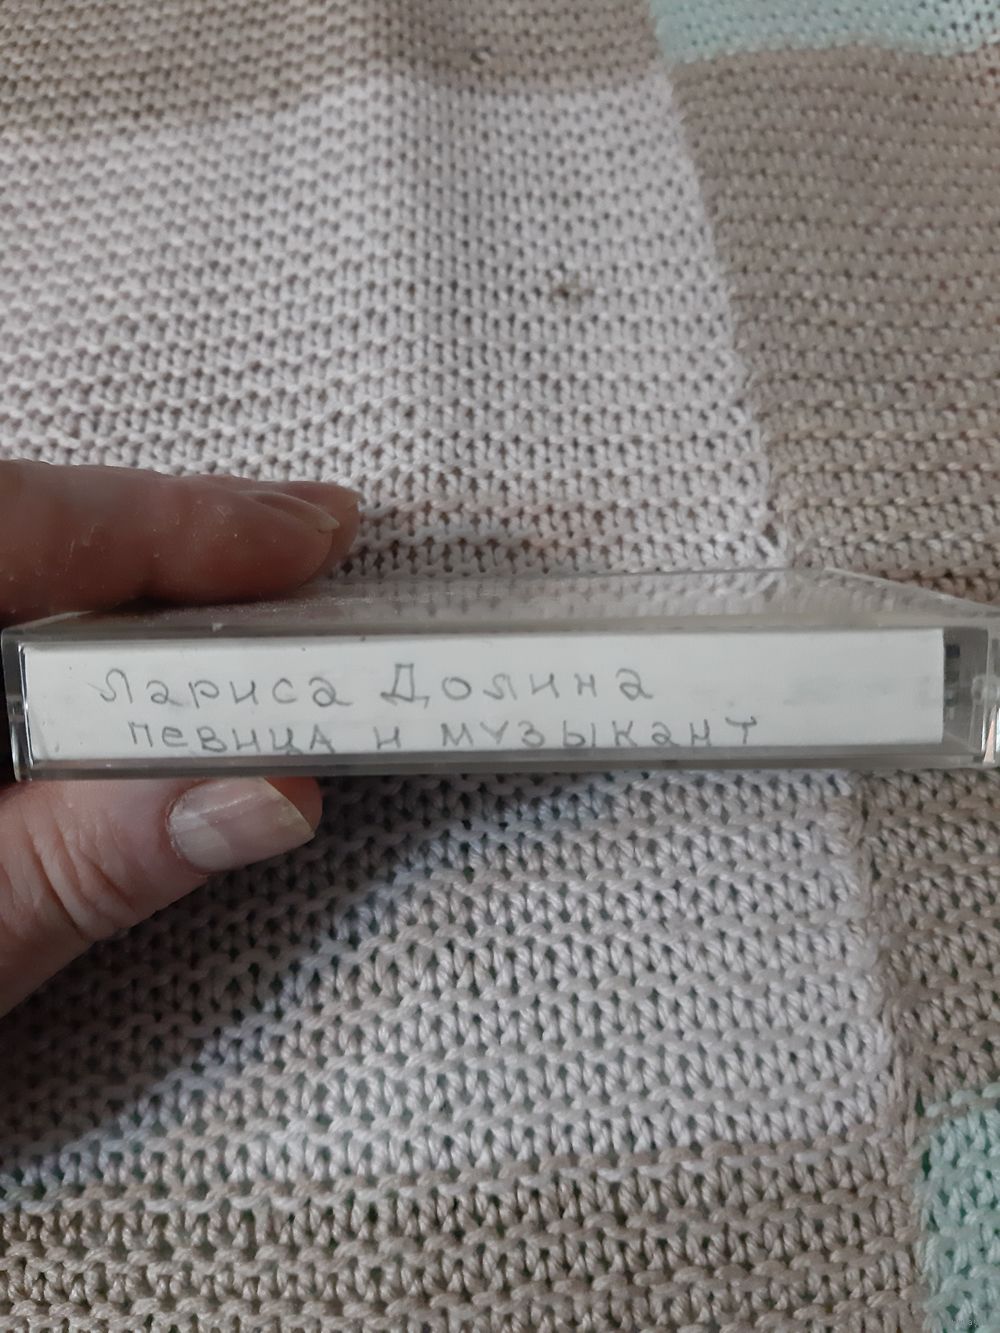 Лариса Долина
певица и музыкант